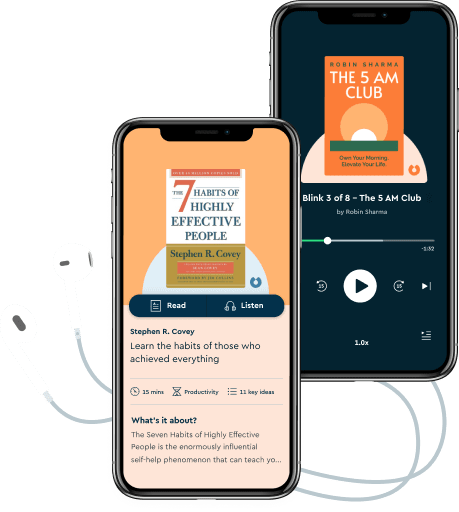 ROBIN SHARMA
THE 5 AM
CLUB
Own Your Morning.
Elevate Your Life.
Blink 3 of 8 – The 5 AM Club
by Robin Sharma
-1:32
15
15
1.0x
THE 7 HABITS OF
HIGHLY
EFFECTIVE
PEOPLE
Stephen R. Covey
Read
Listen
Stephen R. Covey
Learn the habits of those who
achieved everything
15 mins
Productivity
11 key ideas
What's it about?
The Seven Habits of Highly Effective
People is the enormously influential
self-help phenomenon that can teach yo...